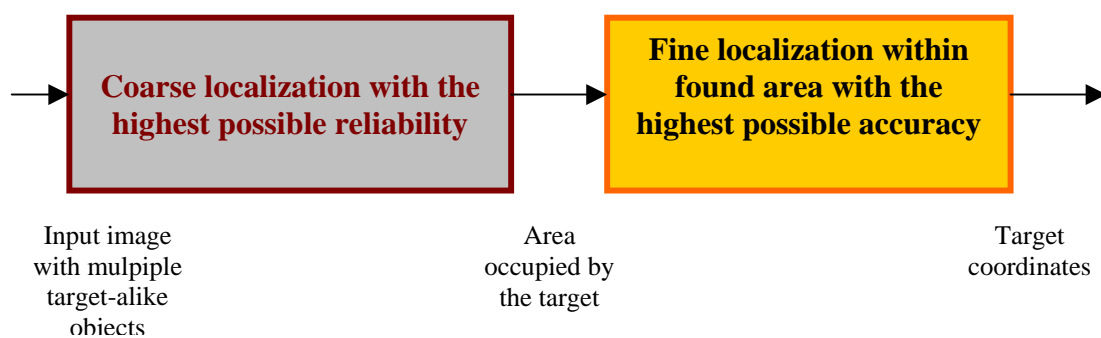 Coarse localization with the
highest possible reliability
Fine localization within
found area with the
highest possible accuracy
Input image
with mulpiple
target-alike
objects
Area
occupied by
the target
Target
coordinates